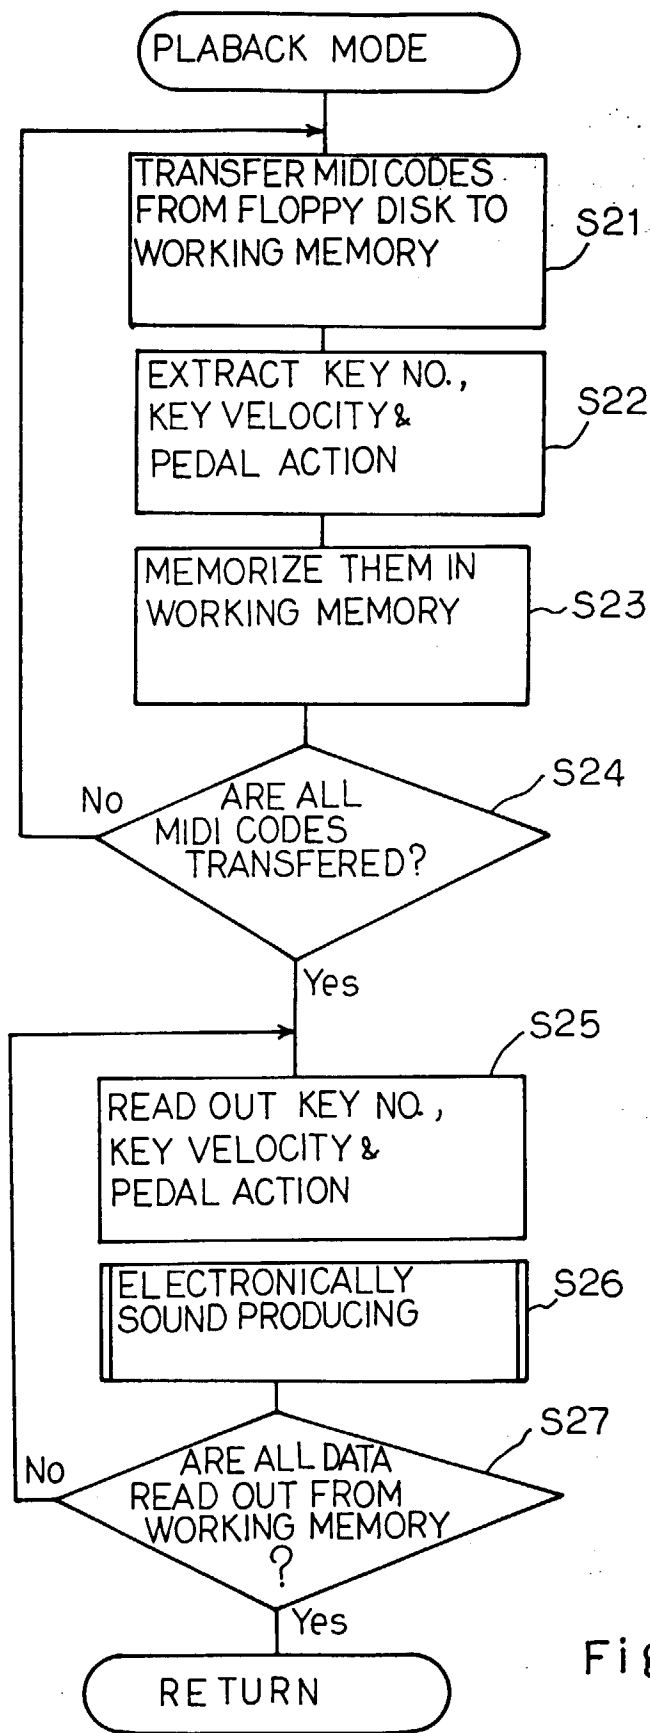 PLABACK MODE
TRANSFER MIDI CODES
FROM FLOPPY DISK TO
WORKING MEMORY
S21
EXTRACT KEY NO.,
KEY VELOCITY &
PEDAL ACTION
S22
MEMORIZE THEM IN
WORKING MEMORY
S23
ARE ALL
MIDI CODES
TRANSFERED?
S24
No
Yes
S25
READ OUT KEY NO.,
KEY VELOCITY &
PEDAL ACTION
ELECTRONICALLY
SOUND PRODUCING
S26
S27
No
ARE ALL DATA
READ OUT FROM
WORKING MEMORY
?
Yes
RETURN
Fig